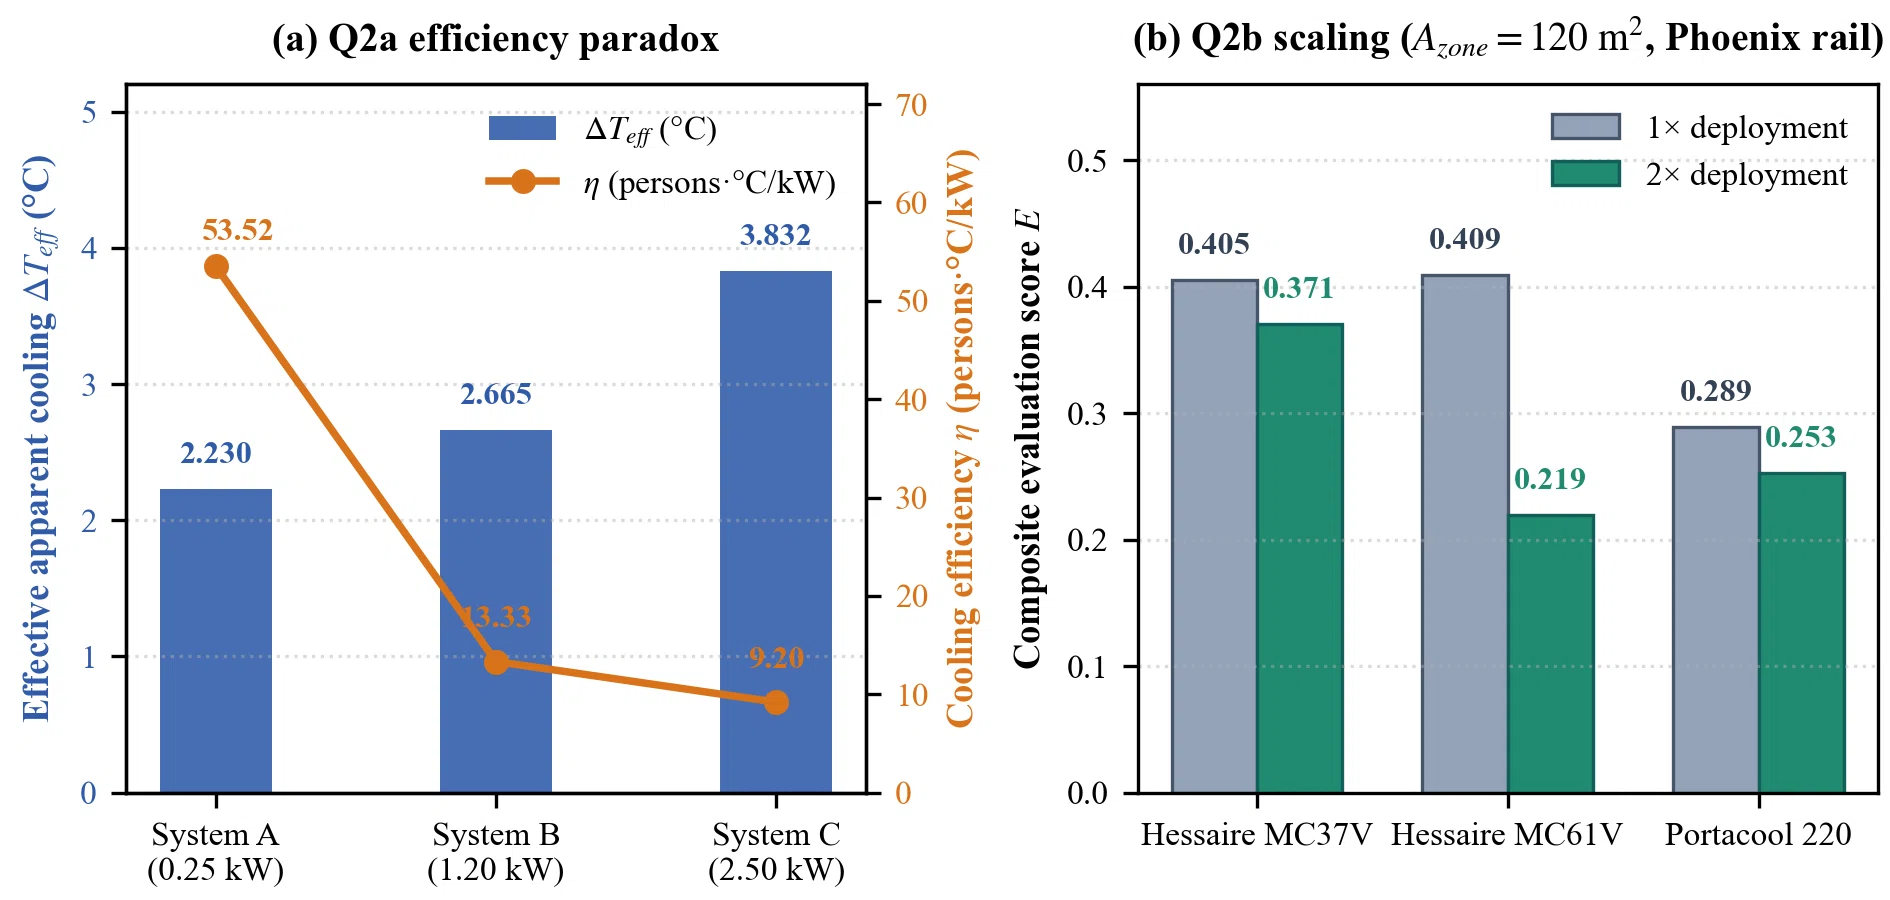 (a) Q2a efficiency paradox
Effective apparent cooling ΔT_eff (°C)
5
4
3
2
1
0
ΔT_eff (°C)
η (persons·°C/kW)
53.52
2.230
2.665
13.33
3.832
9.20
70
60
50
40
30
20
10
0
Cooling efficiency η (persons·°C/kW)
System A
(0.25 kW)
System B
(1.20 kW)
System C
(2.50 kW)
(b) Q2b scaling (A_zone = 120 m², Phoenix rail)
Composite evaluation score E
0.5
0.4
0.3
0.2
0.1
0.0
1× deployment
2× deployment
0.405
0.371
0.409
0.219
0.289
0.253
Hessaire MC37V
Hessaire MC61V
Portacool 220